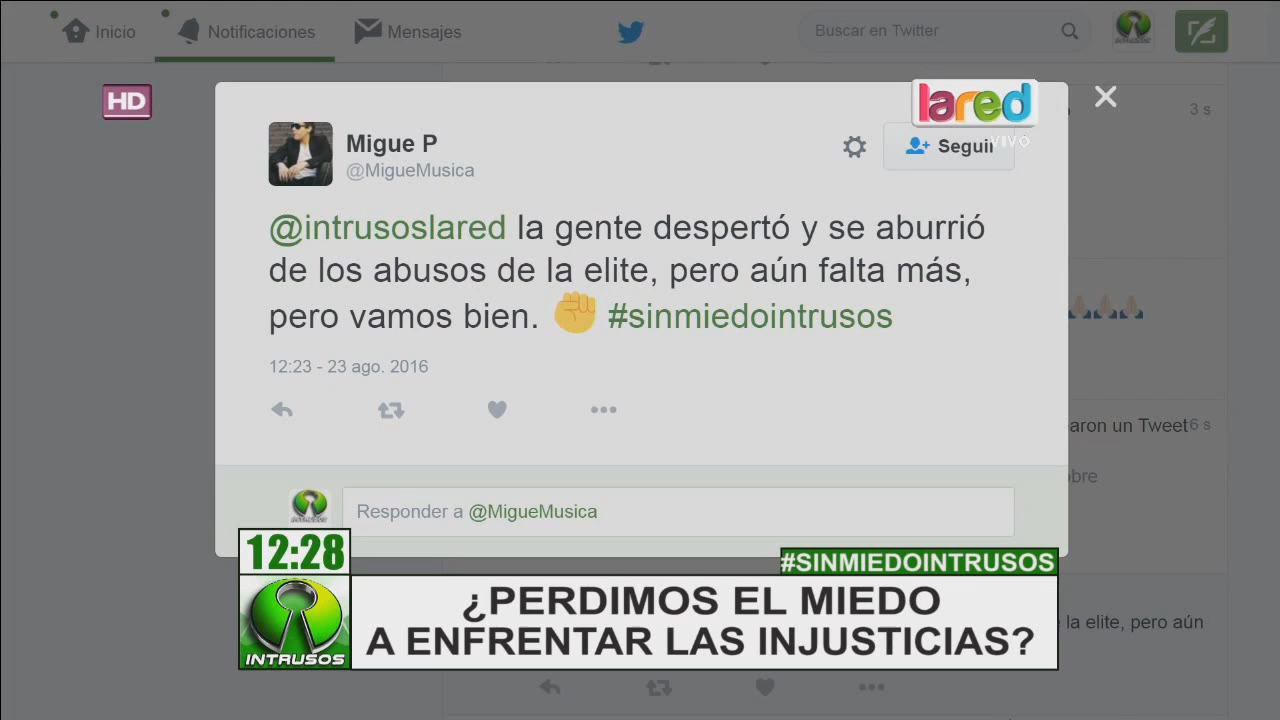 Inicio
Notificaciones
Mensajes
Buscar en Twitter
HD
lared
VIVO
Migue P
@MigueMusica
Seguir
3 s
@intrusoslared la gente despertó y se aburrió
de los abusos de la elite, pero aún falta más,
pero vamos bien. ✊ #sinmiedointrusos
12:23 - 23 ago. 2016
aron un Tweet
6 s
bre
Responder a @MigueMusica
12:28
#SINMIEDOINTRUSOS
¿PERDIMOS EL MIEDO
A ENFRENTAR LAS INJUSTICIAS?
INTRUSOS
la elite, pero aún